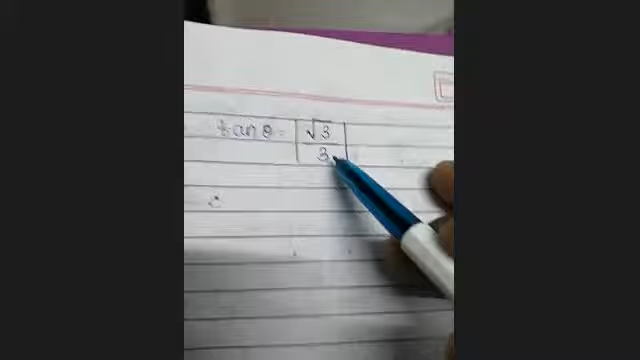 tan θ = | √3 / 3 |